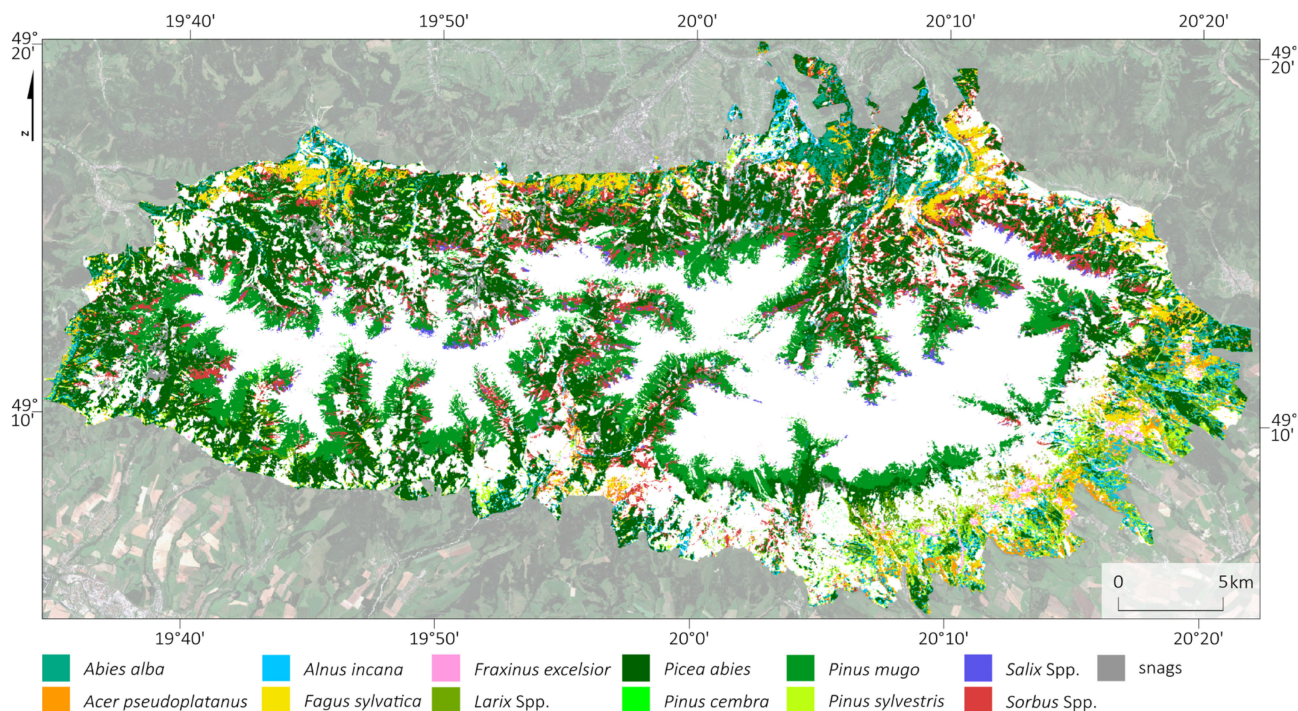 19°40' 19°50' 20°0' 20°10' 20°20'
49° 20' 49° 20'
N
49° 10' 49° 10'
0 5 km
19°40' 19°50' 20°0' 20°10' 20°20'
Abies alba Alnus incana Fraxinus excelsior Picea abies Pinus mugo Salix Spp. snags
Acer pseudoplatanus Fagus sylvatica Larix Spp. Pinus cembra Pinus sylvestris Sorbus Spp.